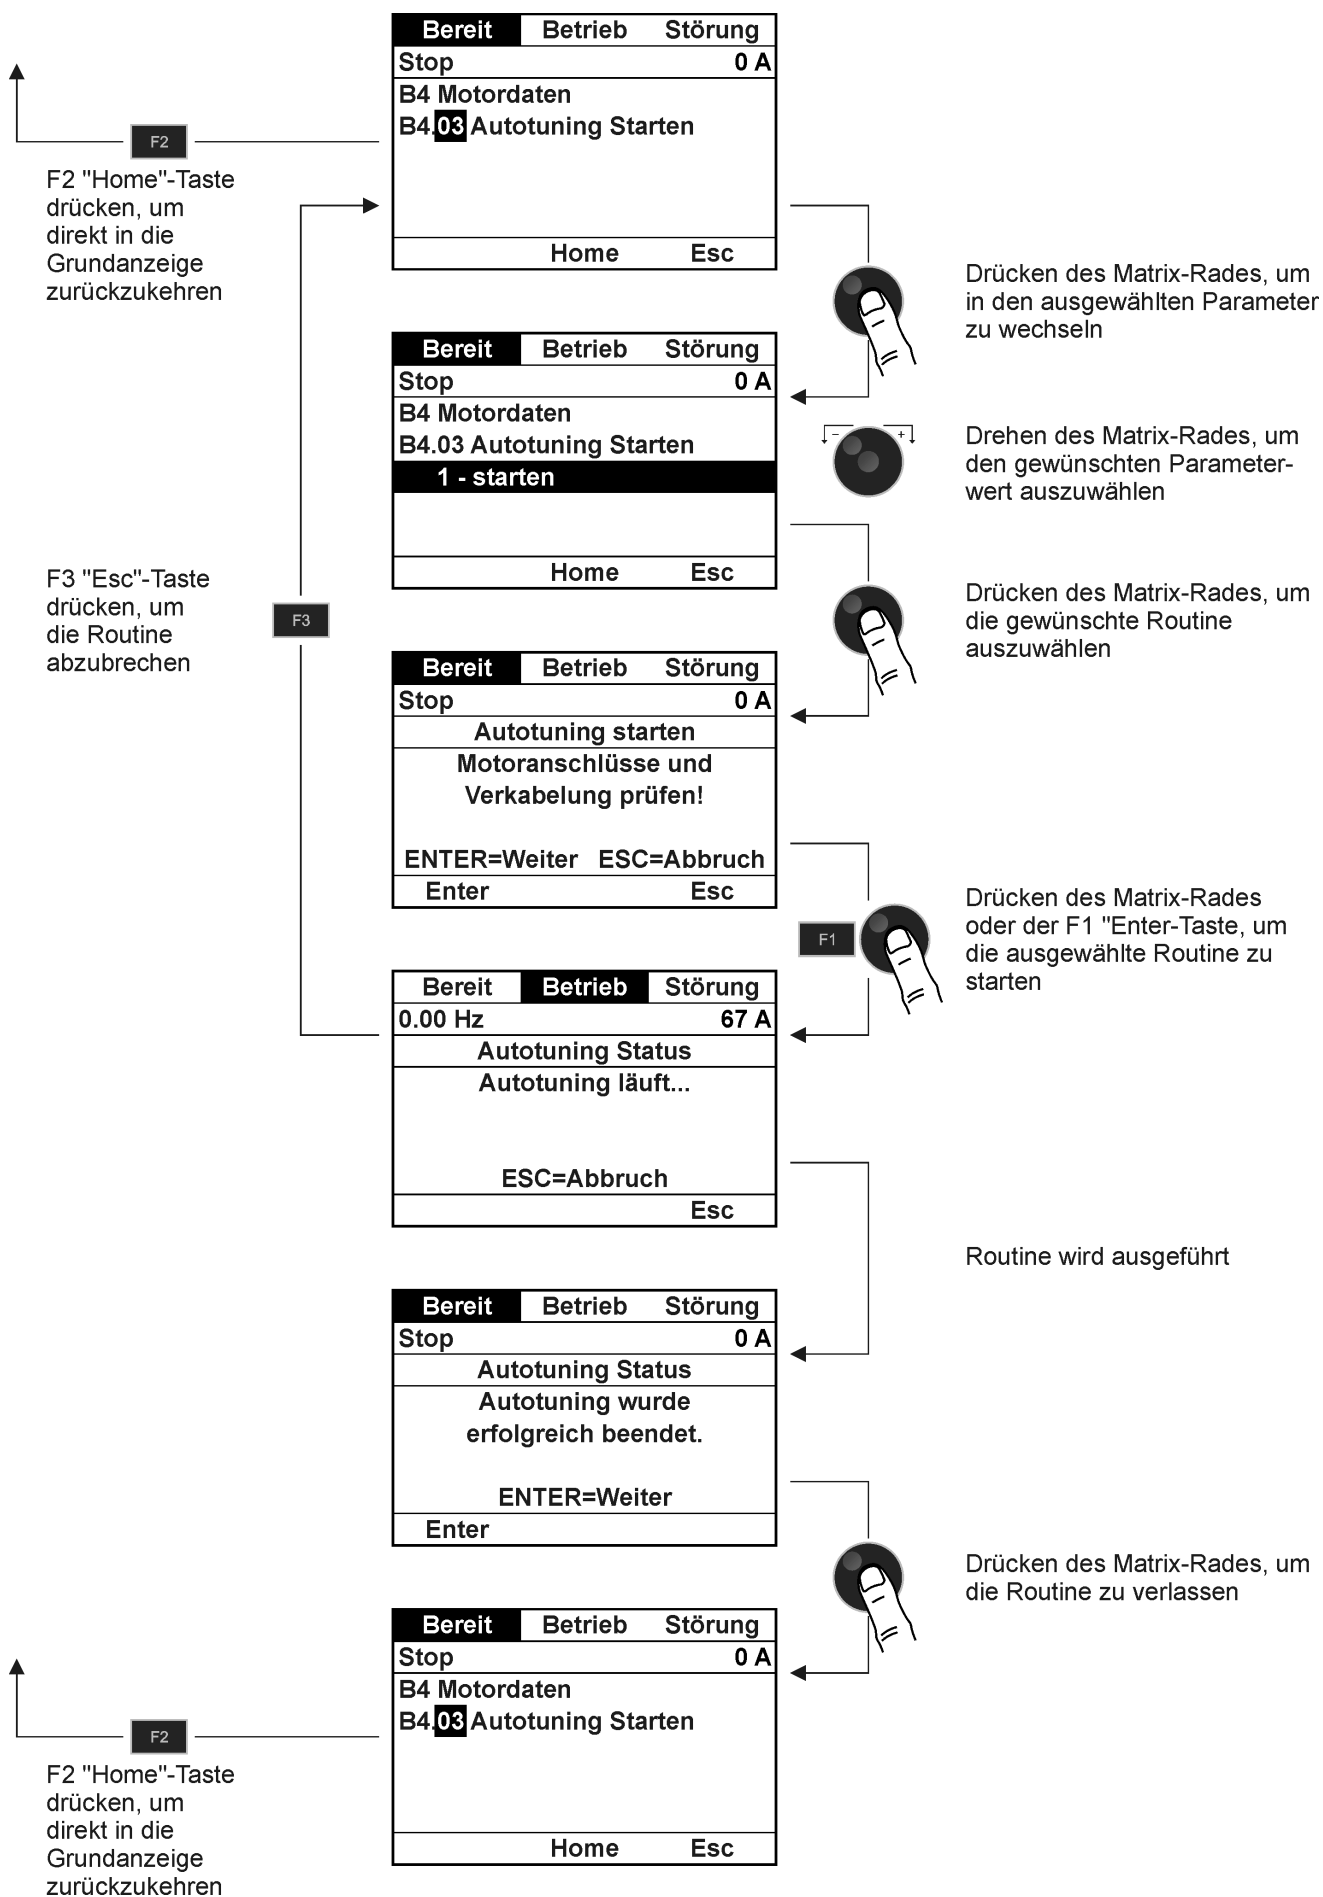 Bereit Betrieb Störung
Stop 0 A
B4 Motordaten
B4.03 Autotuning Starten
Home Esc
F2
F2 "Home"-Taste
drücken, um
direkt in die
Grundanzeige
zurückzukehren
Drücken des Matrix-Rades, um
in den ausgewählten Parameter
zu wechseln
Bereit Betrieb Störung
Stop 0 A
B4 Motordaten
B4.03 Autotuning Starten
1 - starten
Home Esc
- +
Drehen des Matrix-Rades, um
den gewünschten Parameter-
wert auszuwählen
F3 "Esc"-Taste
drücken, um
die Routine
abzubrechen
F3
Drücken des Matrix-Rades, um
die gewünschte Routine
auszuwählen
Bereit Betrieb Störung
Stop 0 A
Autotuning starten
Motoranschlüsse und
Verkabelung prüfen!
ENTER=Weiter ESC=Abbruch
Enter Esc
F1
Drücken des Matrix-Rades
oder der F1 "Enter-Taste, um
die ausgewählte Routine zu
starten
Bereit Betrieb Störung
0.00 Hz 67 A
Autotuning Status
Autotuning läuft...
ESC=Abbruch
Esc
Routine wird ausgeführt
Bereit Betrieb Störung
Stop 0 A
Autotuning Status
Autotuning wurde
erfolgreich beendet.
ENTER=Weiter
Enter
Drücken des Matrix-Rades, um
die Routine zu verlassen
Bereit Betrieb Störung
Stop 0 A
B4 Motordaten
B4.03 Autotuning Starten
Home Esc
F2
F2 "Home"-Taste
drücken, um
direkt in die
Grundanzeige
zurückzukehren